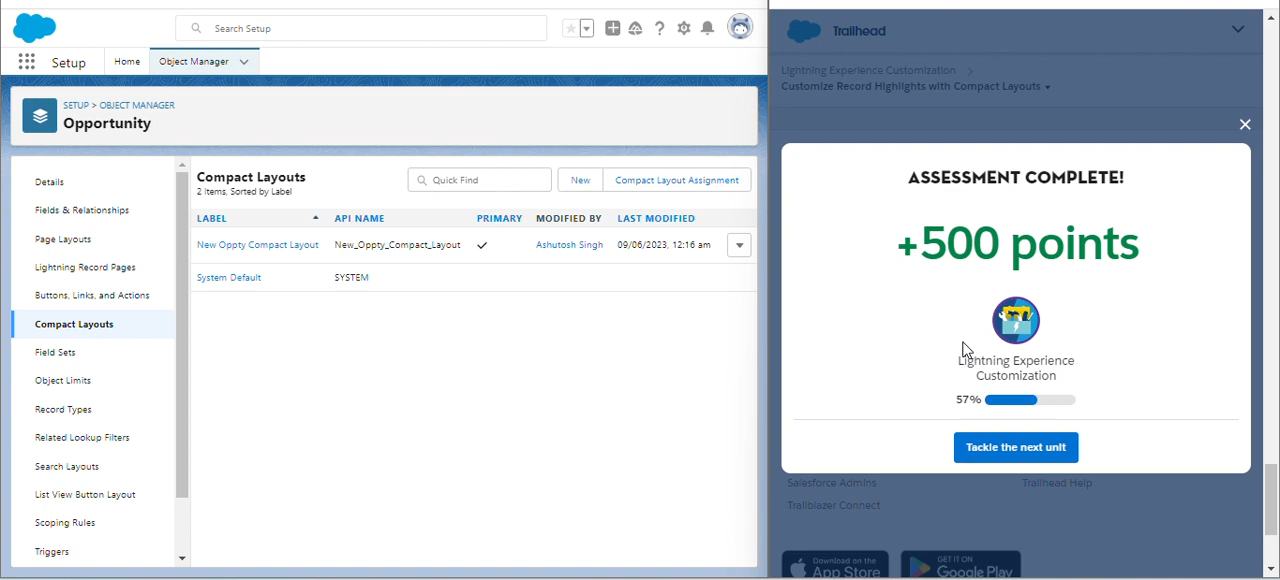 Search Setup
Setup
Home
Object Manager
SETUP > OBJECT MANAGER
Opportunity
Details
Fields & Relationships
Page Layouts
Lightning Record Pages
Buttons, Links, and Actions
Compact Layouts
Field Sets
Object Limits
Record Types
Related Lookup Filters
Search Layouts
List View Button Layout
Scoping Rules
Triggers
Compact Layouts
2 Items, Sorted by Label
Quick Find
New
Compact Layout Assignment
LABEL API NAME PRIMARY MODIFIED BY LAST MODIFIED
New Oppty Compact Layout New_Oppty_Compact_Layout Ashutosh Singh 09/06/2023, 12:16 am
System Default SYSTEM
Trailhead
Lightning Experience Customization >
Customize Record Highlights with Compact Layouts
ASSESSMENT COMPLETE!
+500 points
Lightning Experience
Customization
57%
Tackle the next unit
Salesforce Admins
Trailhead Help
Trailblazer Connect
Download on the
App Store
GET IT ON
Google Play